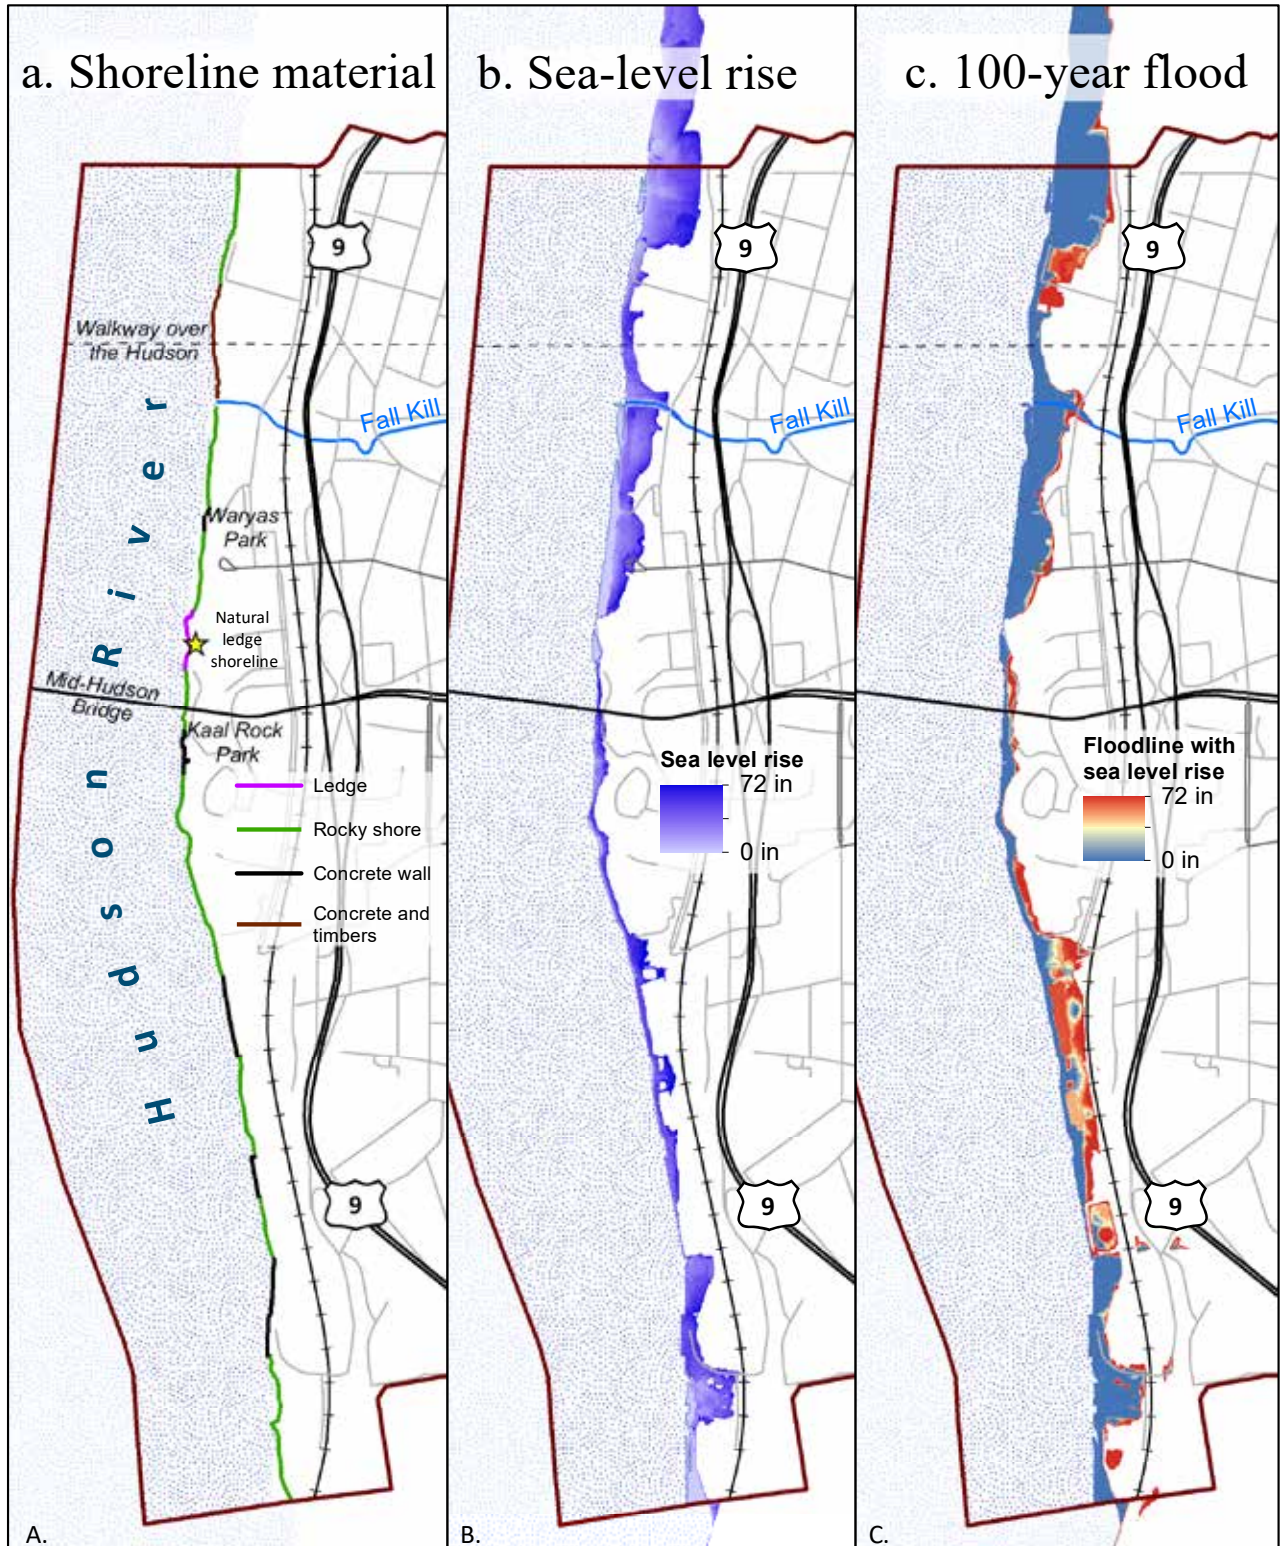 a. Shoreline material
9
Walkway over
the Hudson
Fall Kill
Waryas
Park
Natural
ledge
shoreline
Mid-Hudson
Bridge
Kaal Rock
Park
Ledge
Rocky shore
Concrete wall
Concrete and
timbers
Hudson River
9
A.
b. Sea-level rise
9
Fall Kill
Sea level rise
72 in
0 in
9
B.
c. 100-year flood
9
Fall Kill
Floodline with
sea level rise
72 in
0 in
9
C.